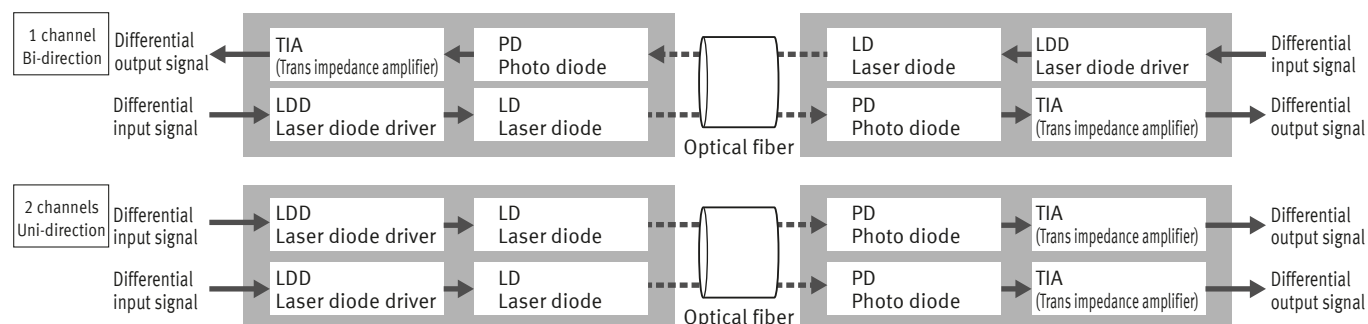 1 channel
Bi-direction
Differential
output signal
TIA
(Trans impedance amplifier)
PD
Photo diode
LD
Laser diode
LDD
Laser diode driver
Differential
input signal
Differential
input signal
LDD
Laser diode driver
LD
Laser diode
PD
Photo diode
TIA
(Trans impedance amplifier)
Differential
output signal
Optical fiber
2 channels
Uni-direction
Differential
input signal
LDD
Laser diode driver
LD
Laser diode
PD
Photo diode
TIA
(Trans impedance amplifier)
Differential
output signal
Differential
input signal
LDD
Laser diode driver
LD
Laser diode
PD
Photo diode
TIA
(Trans impedance amplifier)
Differential
output signal
Optical fiber